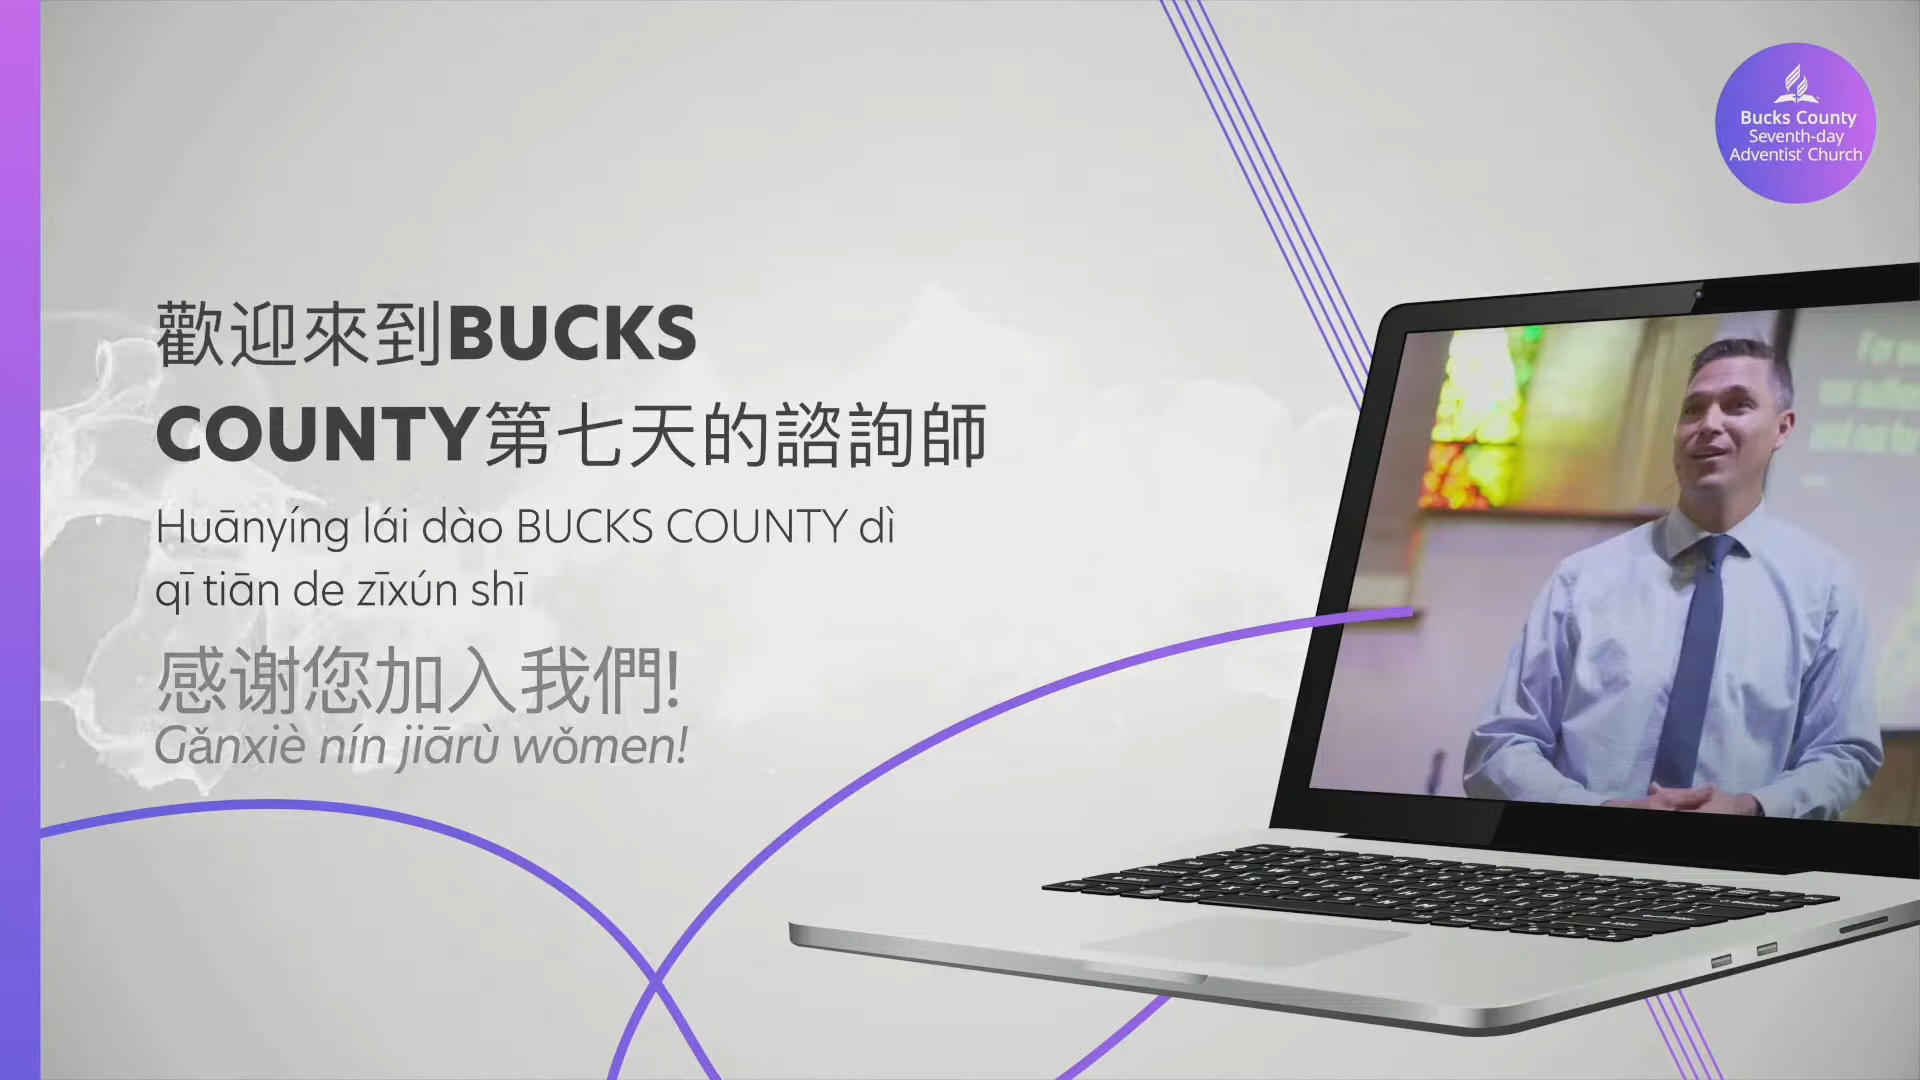 Bucks County
Seventh-day
Adventist® Church
歡迎來到BUCKS
COUNTY第七天的諮詢師
Huānyíng lái dào BUCKS COUNTY dì
qī tiān de zīxún shī
感谢您加入我們!
Gǎnxiè nín jiārù wǒmen!